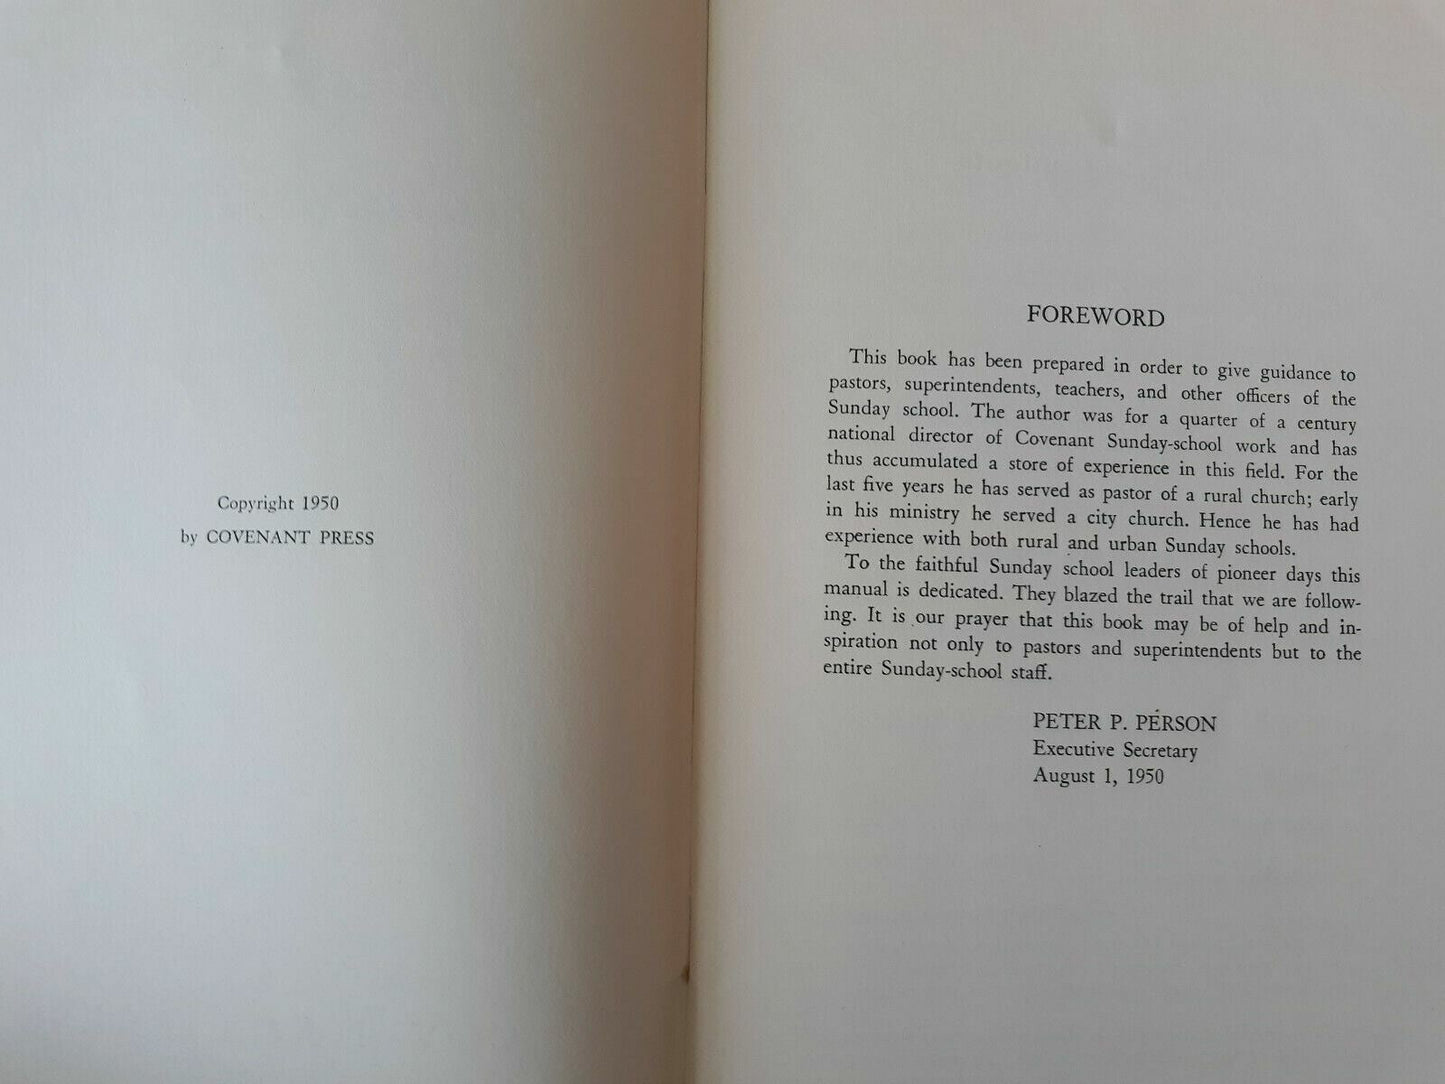 Copyright 1950
by COVENANT PRESS
FOREWORD
This book has been prepared in order to give guidance to
pastors, superintendents, teachers, and other officers of the
Sunday school. The author was for a quarter of a century
national director of Covenant Sunday-school work and has
thus accumulated a store of experience in this field. For the
last five years he has served as pastor of a rural church; early
in his ministry he served a city church. Hence he has had
experience with both rural and urban Sunday schools.
To the faithful Sunday school leaders of pioneer days this
manual is dedicated. They blazed the trail that we are follow-
ing. It is our prayer that this book may be of help and in-
spiration not only to pastors and superintendents but to the
entire Sunday-school staff.
PETER P. PERSON
Executive Secretary
August 1, 1950